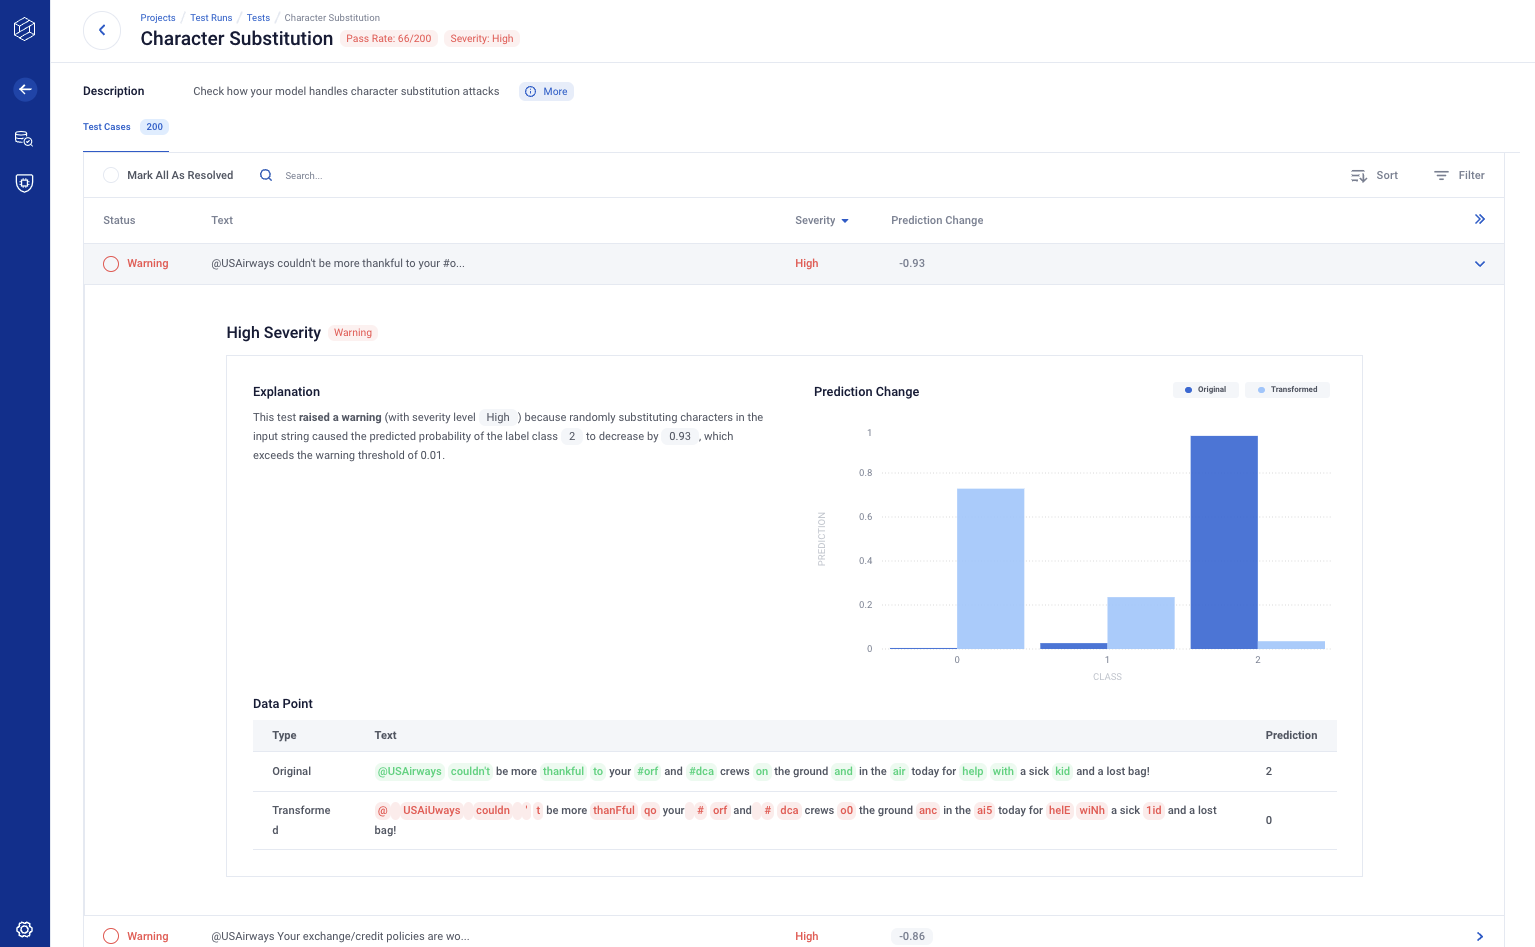 Projects / Test Runs / Tests / Character Substitution
Character Substitution Pass Rate: 66/200 Severity: High
Description Check how your model handles character substitution attacks More
Test Cases 200
Mark All As Resolved Search... Sort Filter
Status Text Severity Prediction Change
Warning @USAirways couldn't be more thankful to your #o... High -0.93
High Severity Warning
Explanation
This test raised a warning (with severity level High ) because randomly substituting characters in the
input string caused the predicted probability of the label class 2 to decrease by 0.93 , which
exceeds the warning threshold of 0.01.
Prediction Change Original Transformed
1
0.8
0.6
0.4
0.2
0
PREDICTION
0 1 2
CLASS
Data Point
Type Text Prediction
Original @USAirways couldn't be more thankful to your #orf and #dca crews on the ground and in the air today for help with a sick kid and a lost bag! 2
Transforme @ USAiUways couldn ' t be more thanFful qo your # orf and # dca crews o0 the ground anc in the ai5 today for helE wiNh a sick 1id and a lost
d bag! 0
Warning @USAirways Your exchange/credit policies are wo... High -0.86